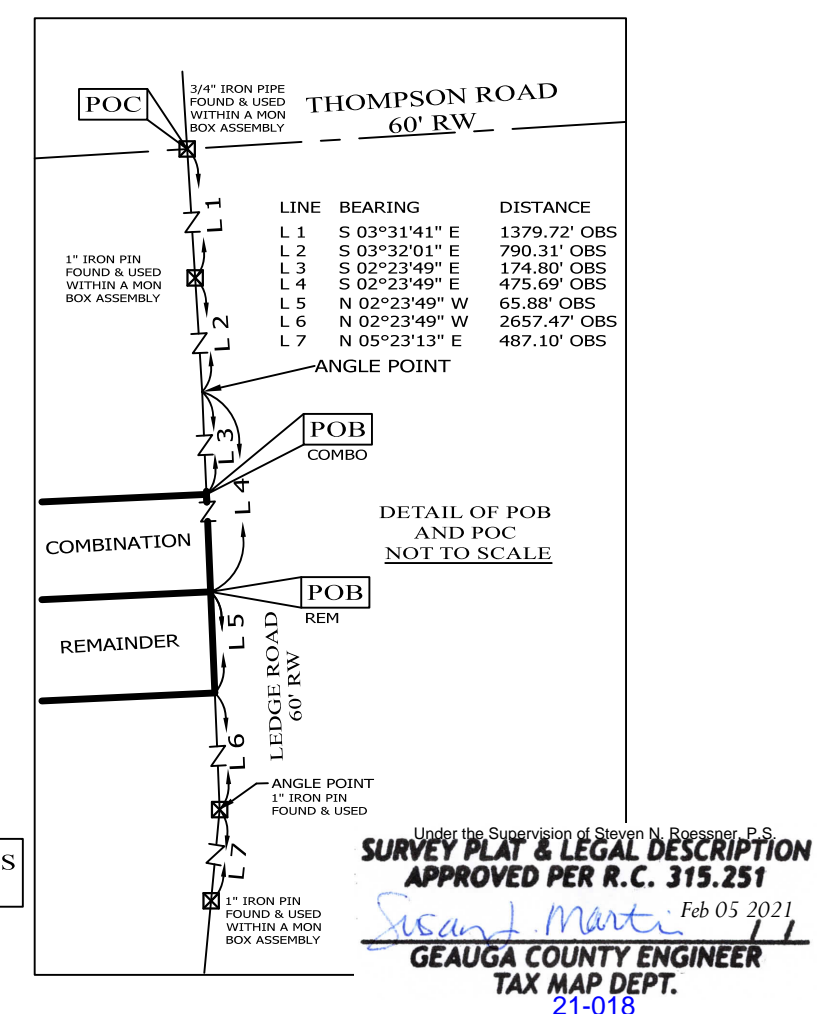 3/4" IRON PIPE
FOUND & USED
WITHIN A MON
BOX ASSEMBLY
POC
THOMPSON ROAD
60' RW
L 1
LINE BEARING DISTANCE
L 1 S 03°31'41" E 1379.72' OBS
L 2 S 03°32'01" E 790.31' OBS
L 3 S 02°23'49" E 174.80' OBS
L 4 S 02°23'49" E 475.69' OBS
L 5 N 02°23'49" W 65.88' OBS
L 6 N 02°23'49" W 2657.47' OBS
L 7 N 05°23'13" E 487.10' OBS
1" IRON PIN
FOUND & USED
WITHIN A MON
BOX ASSEMBLY
L 2
ANGLE POINT
L 3
POB
COMBO
L 4
DETAIL OF POB
AND POC
NOT TO SCALE
COMBINATION
POB
REM
REMAINDER
L 5
LEDGE ROAD
60' RW
L 6
ANGLE POINT
1" IRON PIN
FOUND & USED
L 7
1" IRON PIN
FOUND & USED
WITHIN A MON
BOX ASSEMBLY
S
Under the Supervision of Steven N. Roessner, P.S.
SURVEY PLAT & LEGAL DESCRIPTION
APPROVED PER R.C. 315.251
Susan J. Marti Feb 05 2021
/ /
GEAUGA COUNTY ENGINEER
TAX MAP DEPT.
21-018